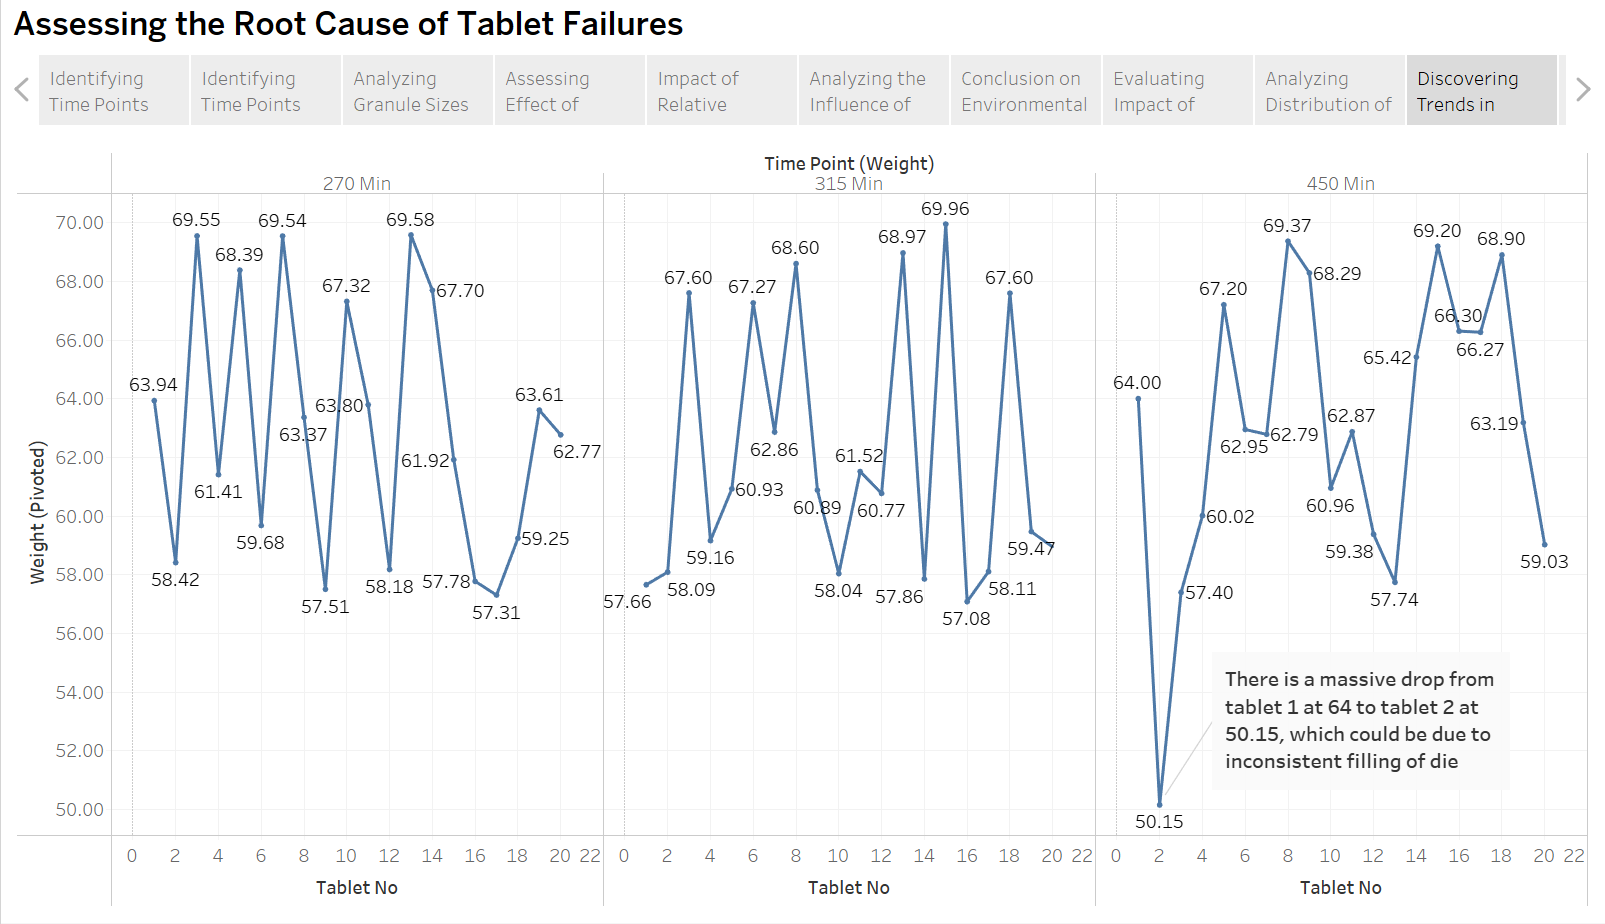 Assessing the Root Cause of Tablet Failures
Identifying
Time Points
Identifying
Time Points
Analyzing
Granule Sizes
Assessing
Effect of
Impact of
Relative
Analyzing the
Influence of
Conclusion on
Environmental
Evaluating
Impact of
Analyzing
Distribution of
Discovering
Trends in
Time Point (Weight)
270 Min
315 Min
450 Min
Weight (Pivoted)
70.00
68.00
66.00
64.00
62.00
60.00
58.00
56.00
54.00
52.00
50.00
63.94
58.42
69.55
61.41
68.39
59.68
69.54
63.37
57.51
67.32
63.80
58.18
69.58
67.70
61.92
57.78
57.31
59.25
63.61
62.77
57.66
58.09
67.60
59.16
60.93
67.27
62.86
68.60
60.89
58.04
61.52
60.77
68.97
57.86
69.96
57.08
58.11
67.60
59.47
64.00
50.15
57.40
60.02
67.20
62.95
62.79
69.37
68.29
60.96
62.87
59.38
57.74
65.42
69.20
66.30
66.27
68.90
63.19
59.03
There is a massive drop from
tablet 1 at 64 to tablet 2 at
50.15, which could be due to
inconsistent filling of die
0 2 4 6 8 10 12 14 16 18 20 22
0 2 4 6 8 10 12 14 16 18 20 22
0 2 4 6 8 10 12 14 16 18 20 22
Tablet No
Tablet No
Tablet No